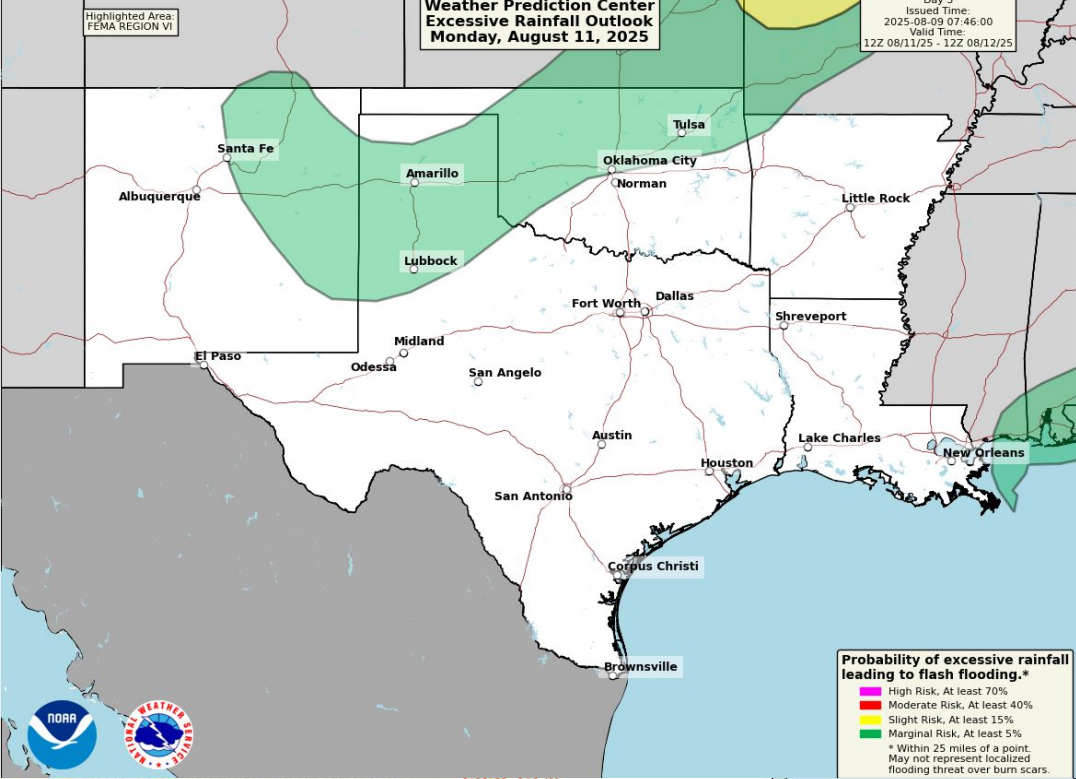 Weather Prediction Center
Excessive Rainfall Outlook
Monday, August 11, 2025
Highlighted Area:
FEMA REGION VI
Issued Time:
2025-08-09 07:46:00
Valid Time:
12Z 08/11/25 - 12Z 08/12/25
Tulsa
Santa Fe
Oklahoma City
Amarillo
Norman
Albuquerque
Little Rock
Lubbock
Dallas
Fort Worth
Shreveport
Midland
El Paso
Odessa
San Angelo
Austin
Lake Charles
New Orleans
Houston
San Antonio
Corpus Christi
Brownsville
Probability of excessive rainfall
leading to flash flooding.*
High Risk, At least 70%
Moderate Risk, At least 40%
Slight Risk, At least 15%
Marginal Risk, At least 5%
* Within 25 miles of a point.
May not represent localized
flooding threat over burn scars.
NOAA
NATIONAL WEATHER SERVICE